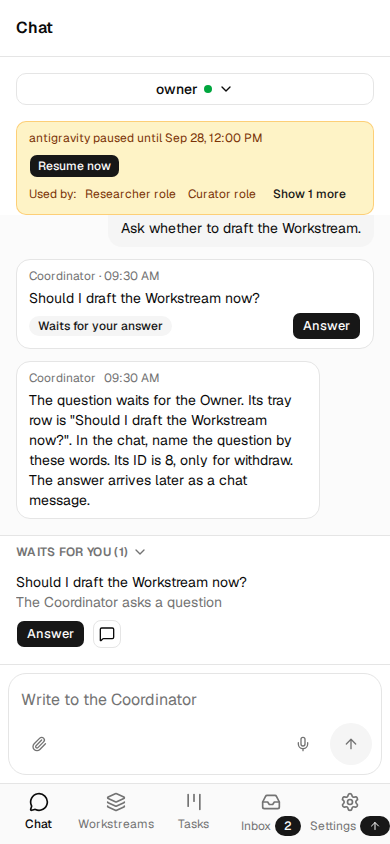 Chat
owner
antigravity paused until Sep 28, 12:00 PM
Resume now
Used by: Researcher role Curator role Show 1 more
Ask whether to draft the Workstream.
Coordinator · 09:30 AM
Should I draft the Workstream now?
Waits for your answer
Answer
Coordinator 09:30 AM
The question waits for the Owner. Its tray
row is "Should I draft the Workstream
now?". In the chat, name the question by
these words. Its ID is 8, only for withdraw.
The answer arrives later as a chat
message.
WAITS FOR YOU (1)
Should I draft the Workstream now?
The Coordinator asks a question
Answer
Write to the Coordinator
Chat Workstreams Tasks Inbox 2 Settings